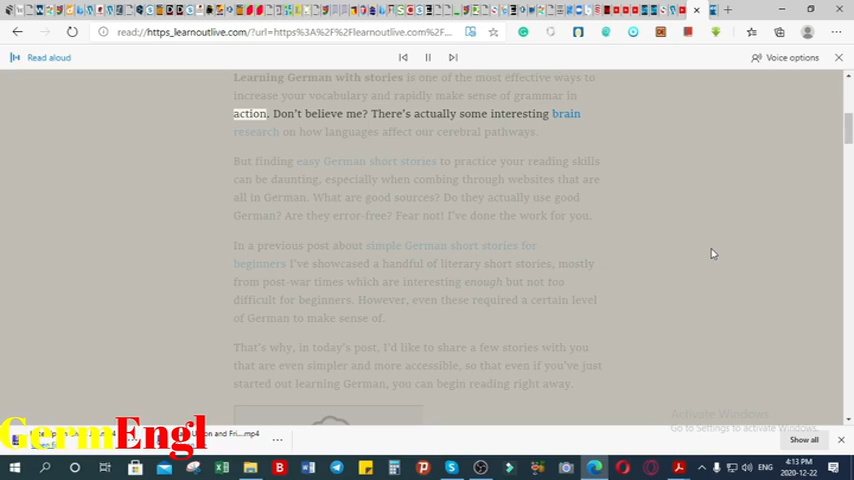 read://https_learnoutlive.com/?url=https%3A%2F%2Flearnoutlive.com%2F...
Read aloud
Voice options
Learning German with stories is one of the most effective ways to
increase your vocabulary and rapidly make sense of grammar in
action. Don't believe me? There's actually some interesting brain
research on how languages affect our cerebral pathways.
But finding easy German short stories to practice your reading skills
can be daunting, especially when combing through websites that are
all in German. What are good sources? Do they actually use good
German? Are they error-free? Fear not! I've done the work for you.
In a previous post about simple German short stories for
beginners I've showcased a handful of literary short stories, mostly
from post-war times which are interesting enough but not too
difficult for beginners. However, even these required a certain level
of German to make sense of.
That's why, in today's post, I'd like to share a few stories with you
that are even simpler and more accessible, so that even if you've just
started out learning German, you can begin reading right away.
Activate Windows
Go to Settings to activate Windows.
GermEngl
Show all
ENG
4:13 PM
2020-12-22